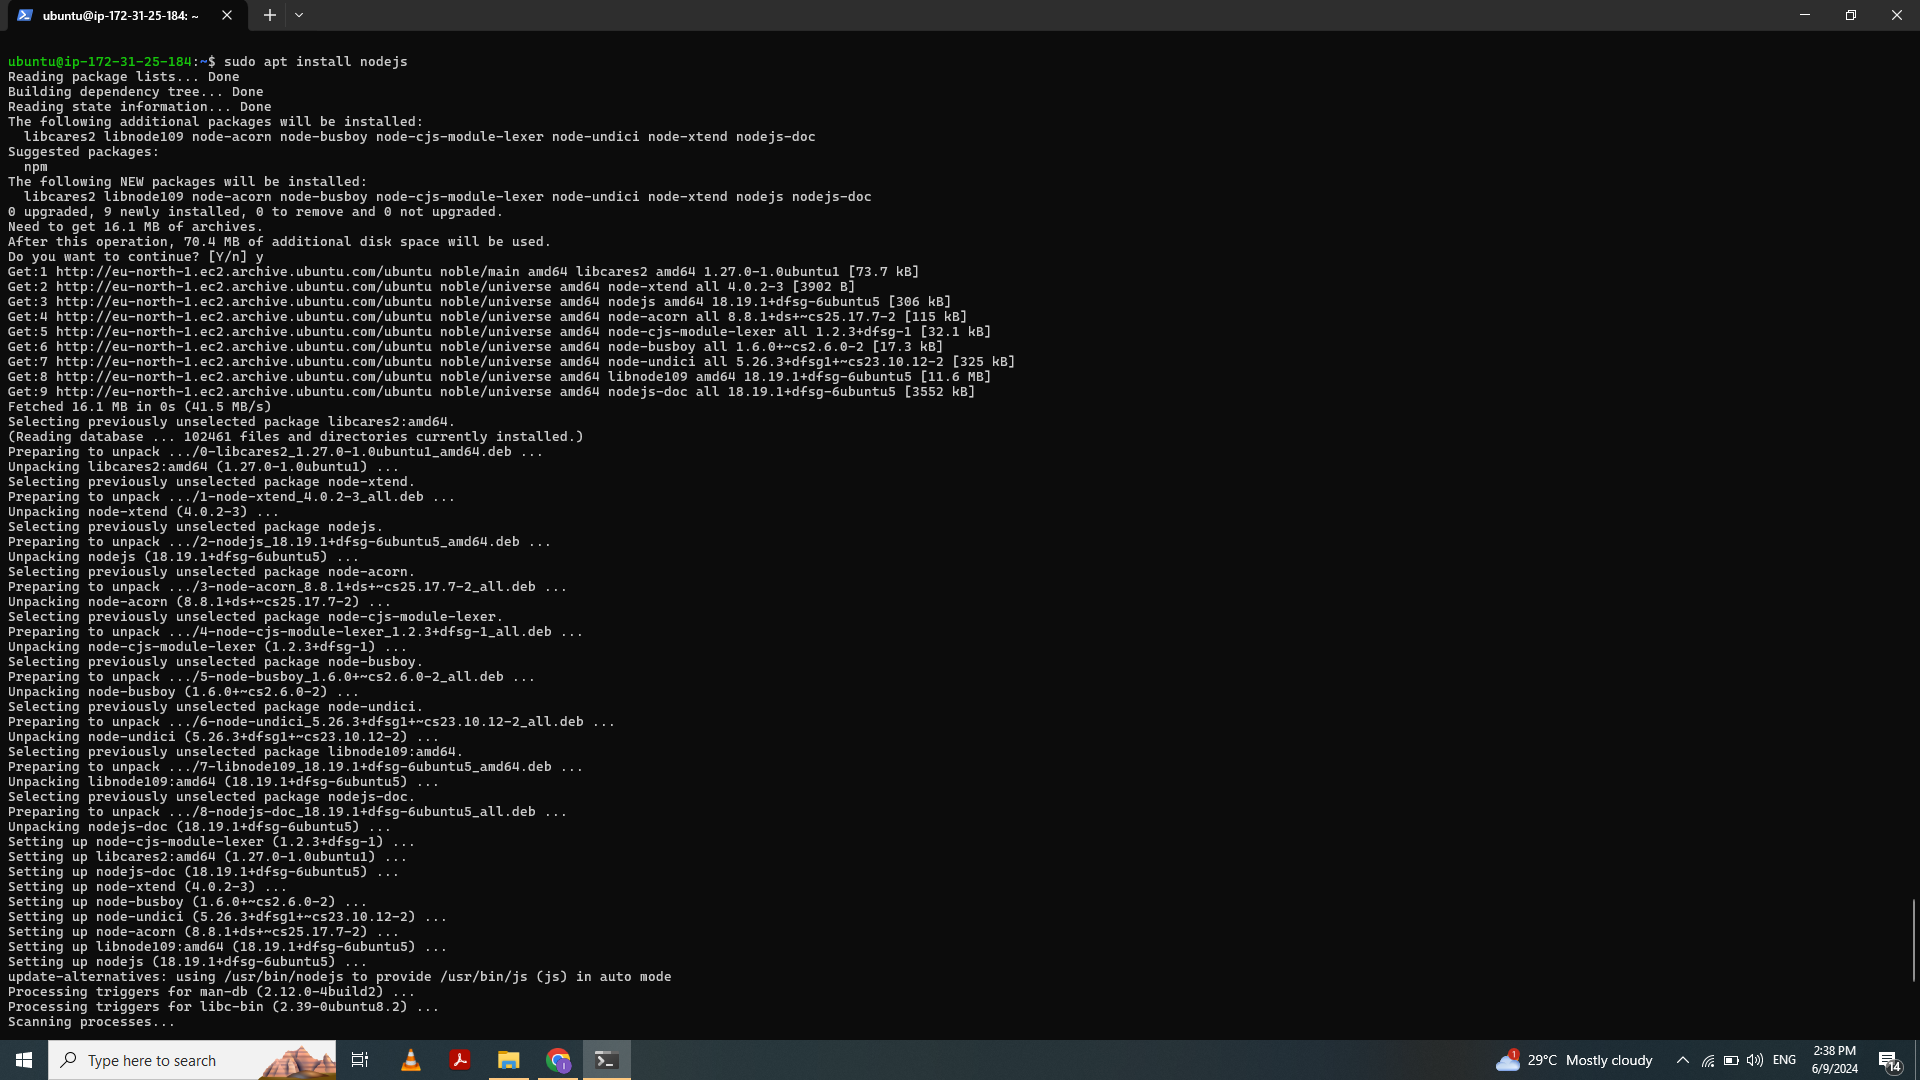 ubuntu@ip-172-31-25-184: ~
ubuntu@ip-172-31-25-184:~$ sudo apt install nodejs
Reading package lists... Done
Building dependency tree... Done
Reading state information... Done
The following additional packages will be installed:
  libcares2 libnode109 node-acorn node-busboy node-cjs-module-lexer node-undici node-xtend nodejs-doc
Suggested packages:
  npm
The following NEW packages will be installed:
  libcares2 libnode109 node-acorn node-busboy node-cjs-module-lexer node-undici node-xtend nodejs nodejs-doc
0 upgraded, 9 newly installed, 0 to remove and 0 not upgraded.
Need to get 16.1 MB of archives.
After this operation, 70.4 MB of additional disk space will be used.
Do you want to continue? [Y/n] y
Get:1 http://eu-north-1.ec2.archive.ubuntu.com/ubuntu noble/main amd64 libcares2 amd64 1.27.0-1.0ubuntu1 [73.7 kB]
Get:2 http://eu-north-1.ec2.archive.ubuntu.com/ubuntu noble/universe amd64 node-xtend all 4.0.2-3 [3902 B]
Get:3 http://eu-north-1.ec2.archive.ubuntu.com/ubuntu noble/universe amd64 nodejs amd64 18.19.1+dfsg-6ubuntu5 [306 kB]
Get:4 http://eu-north-1.ec2.archive.ubuntu.com/ubuntu noble/universe amd64 node-acorn all 8.8.1+ds+~cs25.17.7-2 [115 kB]
Get:5 http://eu-north-1.ec2.archive.ubuntu.com/ubuntu noble/universe amd64 node-cjs-module-lexer all 1.2.3+dfsg-1 [32.1 kB]
Get:6 http://eu-north-1.ec2.archive.ubuntu.com/ubuntu noble/universe amd64 node-busboy all 1.6.0+~cs2.6.0-2 [17.3 kB]
Get:7 http://eu-north-1.ec2.archive.ubuntu.com/ubuntu noble/universe amd64 node-undici all 5.26.3+dfsg1+~cs23.10.12-2 [325 kB]
Get:8 http://eu-north-1.ec2.archive.ubuntu.com/ubuntu noble/universe amd64 libnode109 amd64 18.19.1+dfsg-6ubuntu5 [11.6 MB]
Get:9 http://eu-north-1.ec2.archive.ubuntu.com/ubuntu noble/universe amd64 nodejs-doc all 18.19.1+dfsg-6ubuntu5 [3552 kB]
Fetched 16.1 MB in 0s (41.5 MB/s)
Selecting previously unselected package libcares2:amd64.
(Reading database ... 102461 files and directories currently installed.)
Preparing to unpack .../0-libcares2_1.27.0-1.0ubuntu1_amd64.deb ...
Unpacking libcares2:amd64 (1.27.0-1.0ubuntu1) ...
Selecting previously unselected package node-xtend.
Preparing to unpack .../1-node-xtend_4.0.2-3_all.deb ...
Unpacking node-xtend (4.0.2-3) ...
Selecting previously unselected package nodejs.
Preparing to unpack .../2-nodejs_18.19.1+dfsg-6ubuntu5_amd64.deb ...
Unpacking nodejs (18.19.1+dfsg-6ubuntu5) ...
Selecting previously unselected package node-acorn.
Preparing to unpack .../3-node-acorn_8.8.1+ds+~cs25.17.7-2_all.deb ...
Unpacking node-acorn (8.8.1+ds+~cs25.17.7-2) ...
Selecting previously unselected package node-cjs-module-lexer.
Preparing to unpack .../4-node-cjs-module-lexer_1.2.3+dfsg-1_all.deb ...
Unpacking node-cjs-module-lexer (1.2.3+dfsg-1) ...
Selecting previously unselected package node-busboy.
Preparing to unpack .../5-node-busboy_1.6.0+~cs2.6.0-2_all.deb ...
Unpacking node-busboy (1.6.0+~cs2.6.0-2) ...
Selecting previously unselected package node-undici.
Preparing to unpack .../6-node-undici_5.26.3+dfsg1+~cs23.10.12-2_all.deb ...
Unpacking node-undici (5.26.3+dfsg1+~cs23.10.12-2) ...
Selecting previously unselected package libnode109:amd64.
Preparing to unpack .../7-libnode109_18.19.1+dfsg-6ubuntu5_amd64.deb ...
Unpacking libnode109:amd64 (18.19.1+dfsg-6ubuntu5) ...
Selecting previously unselected package nodejs-doc.
Preparing to unpack .../8-nodejs-doc_18.19.1+dfsg-6ubuntu5_all.deb ...
Unpacking nodejs-doc (18.19.1+dfsg-6ubuntu5) ...
Setting up node-cjs-module-lexer (1.2.3+dfsg-1) ...
Setting up libcares2:amd64 (1.27.0-1.0ubuntu1) ...
Setting up nodejs-doc (18.19.1+dfsg-6ubuntu5) ...
Setting up node-xtend (4.0.2-3) ...
Setting up node-busboy (1.6.0+~cs2.6.0-2) ...
Setting up node-undici (5.26.3+dfsg1+~cs23.10.12-2) ...
Setting up node-acorn (8.8.1+ds+~cs25.17.7-2) ...
Setting up libnode109:amd64 (18.19.1+dfsg-6ubuntu5) ...
Setting up nodejs (18.19.1+dfsg-6ubuntu5) ...
update-alternatives: using /usr/bin/nodejs to provide /usr/bin/js (js) in auto mode
Processing triggers for man-db (2.12.0-4build2) ...
Processing triggers for libc-bin (2.39-0ubuntu8.2) ...
Scanning processes...
Type here to search
1
29°C Mostly cloudy
ENG
2:38 PM
6/9/2024
14